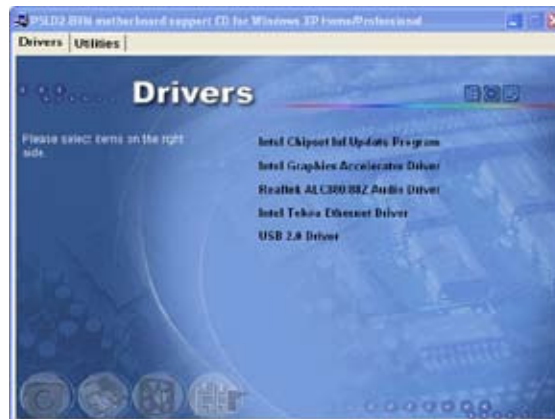 P5LD2-BVM motherboard support CD for Windows XP Home/Professional
Drivers
Utilities
Drivers
Please select items on the right
side.
Intel Chipset Inf Update Program
Intel Graphics Accelerator Driver
Realtek ALC880/882 Audio Driver
Intel Tekoa Ethernet Driver
USB 2.0 Driver